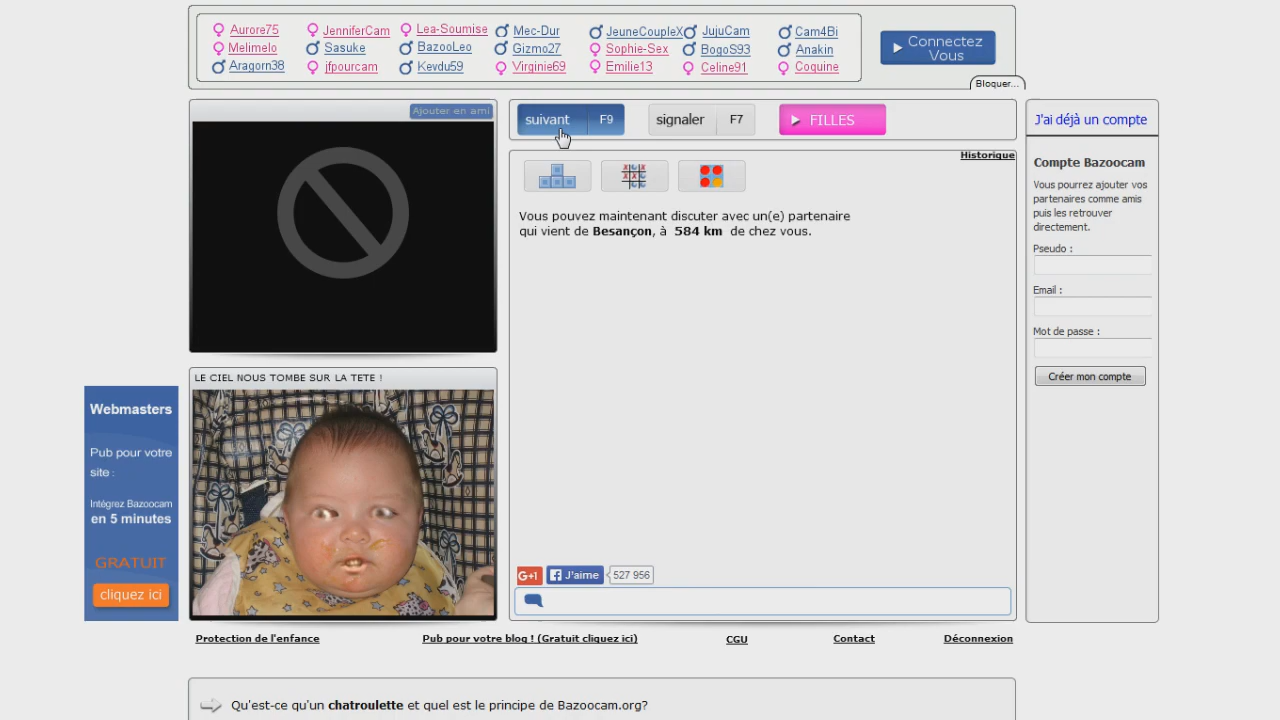 Aurore75 JenniferCam Lea-Soumise Mec-Dur JeuneCoupleX JujuCam Cam4Bi
Melimelo Sasuke BazooLeo Gizmo27 Sophie-Sex BogoS93 Anakin
Aragorn38 jfpourcam Kevdu59 Virginie69 Emilie13 Celine91 Coquine
Connectez
Vous
Bloquer...
Ajouter en ami
suivant F9 signaler F7 FILLES
Historique
Vous pouvez maintenant discuter avec un(e) partenaire
qui vient de Besançon, à 584 km de chez vous.
J'ai déjà un compte
Compte Bazoocam
Vous pourrez ajouter vos
partenaires comme amis
puis les retrouver
directement.
Pseudo :
Email :
Mot de passe :
Créer mon compte
LE CIEL NOUS TOMBE SUR LA TETE !
Webmasters
Pub pour votre
site :
Intégrez Bazoocam
en 5 minutes
GRATUIT
cliquez ici
G+1 J'aime 527 956
Protection de l'enfance Pub pour votre blog ! (Gratuit cliquez ici) CGU Contact Déconnexion
Qu'est-ce qu'un chatroulette et quel est le principe de Bazoocam.org?